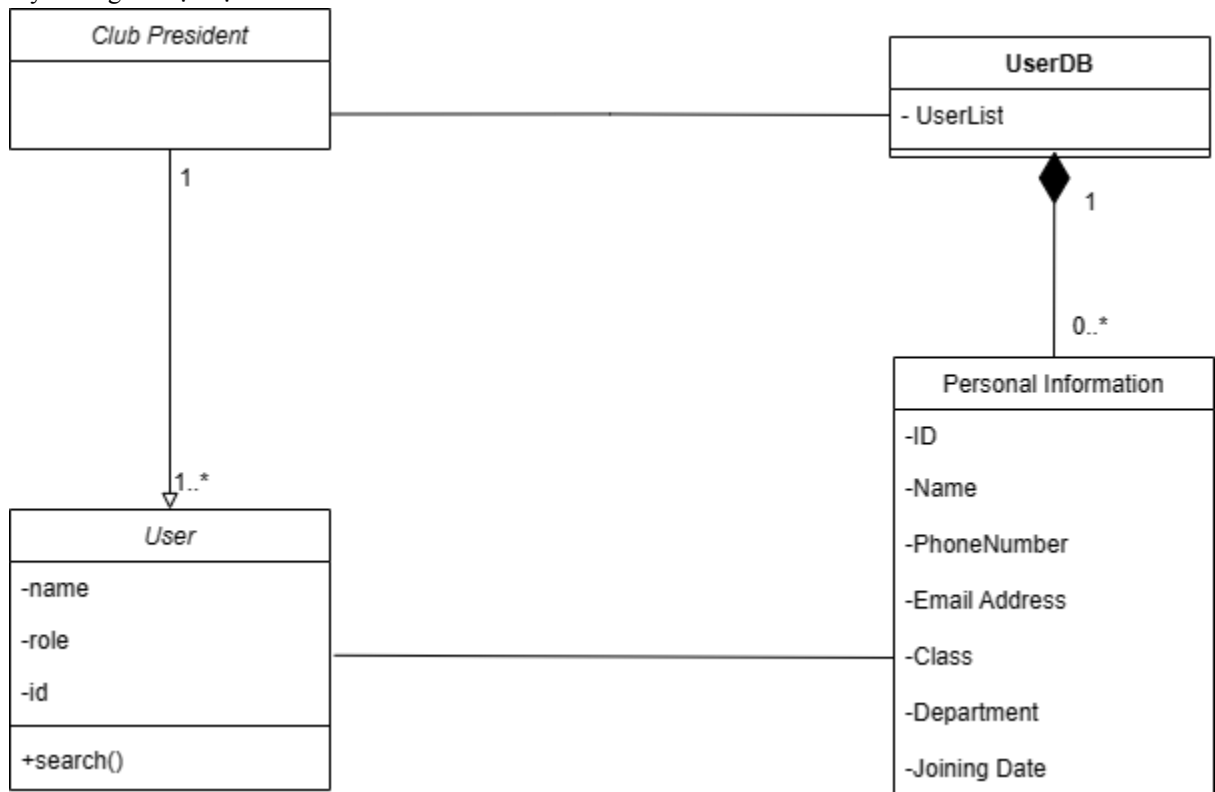 Club President
UserDB
- UserList
1
1
0..*
Personal Information
-ID
-Name
-PhoneNumber
-Email Address
-Class
-Department
-Joining Date
1..*
User
-name
-role
-id
+search()